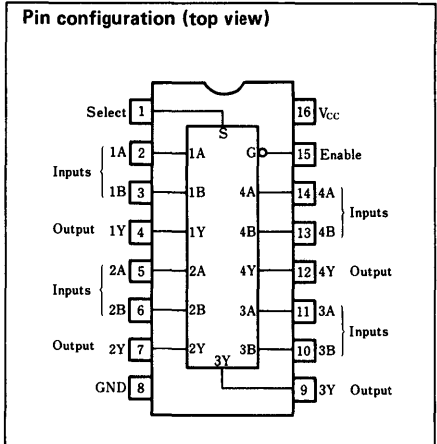 Pin configuration (top view)
Select 1 16 VCC
S
1A 2 1A G 15 Enable
Inputs
1B 3 1B 4A 14 4A
Inputs
Output 1Y 4 1Y 4B 13 4B
2A 5 2A 4Y 12 4Y Output
Inputs
2B 6 2B 3A 11 3A
Inputs
Output 2Y 7 2Y 3B 10 3B
3Y
GND 8 9 3Y Output